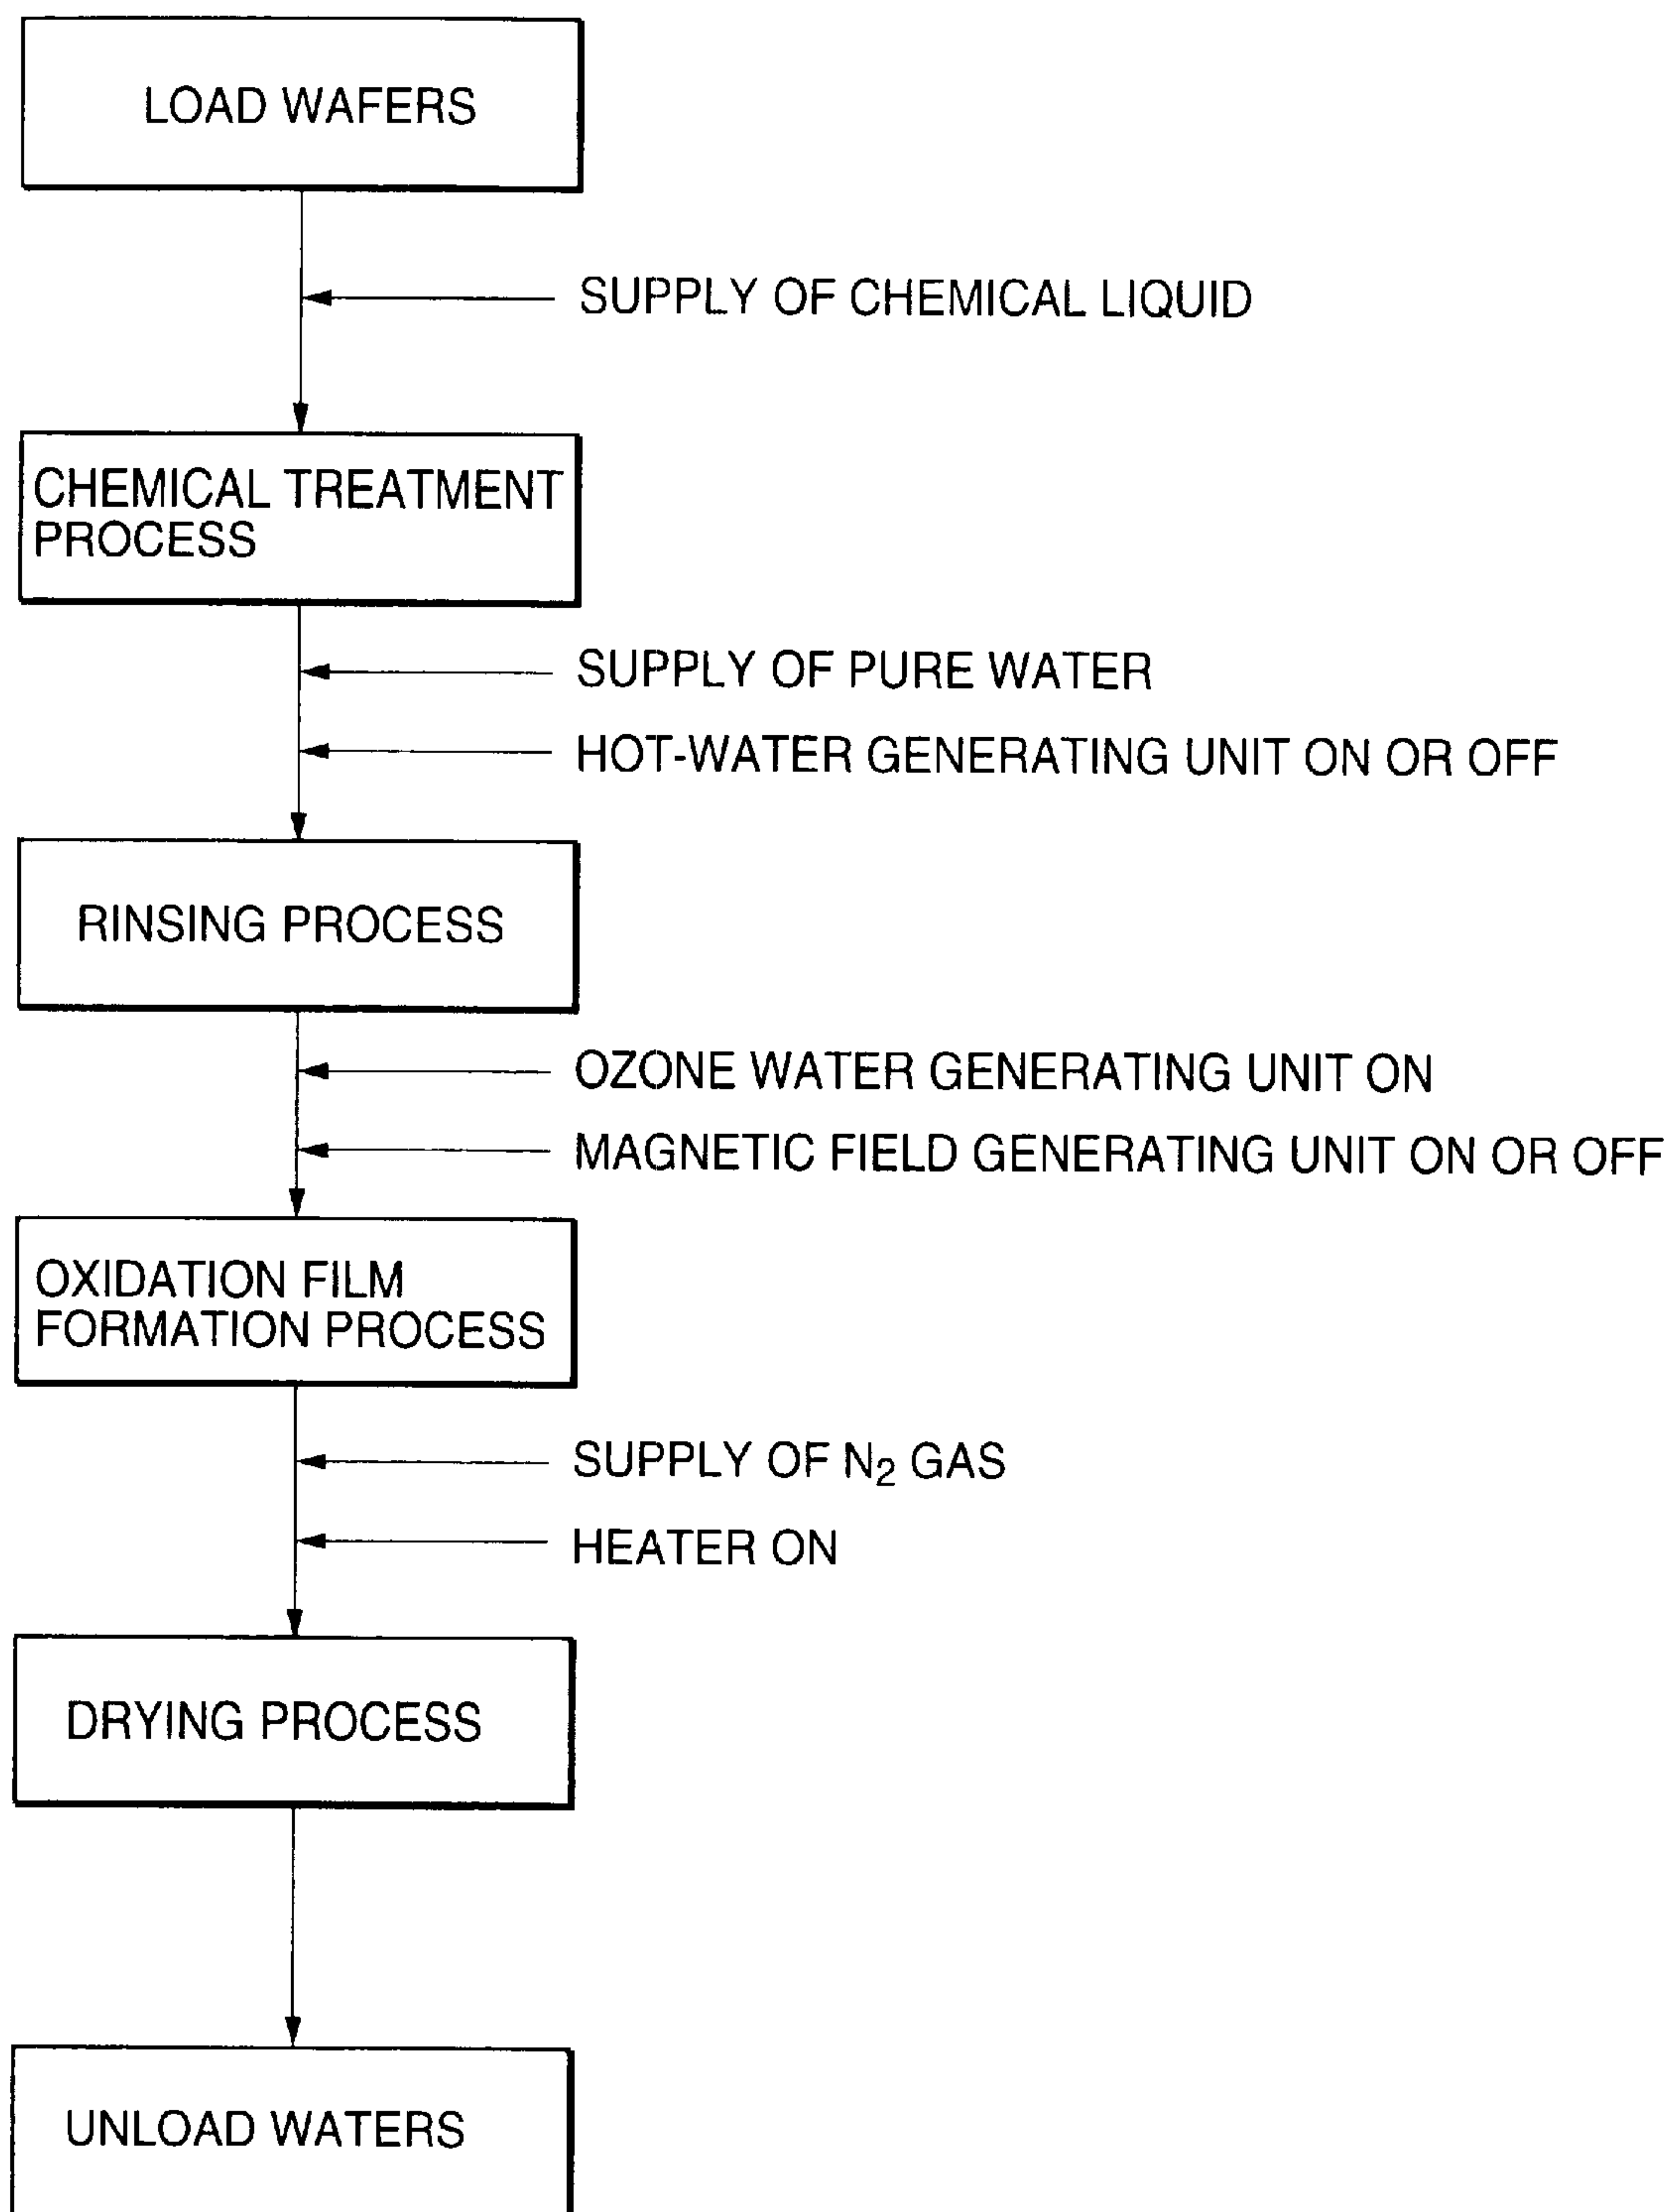 LOAD WAFERS
SUPPLY OF CHEMICAL LIQUID
CHEMICAL TREATMENT
PROCESS
SUPPLY OF PURE WATER
HOT-WATER GENERATING UNIT ON OR OFF
RINSING PROCESS
OZONE WATER GENERATING UNIT ON
MAGNETIC FIELD GENERATING UNIT ON OR OFF
OXIDATION FILM
FORMATION PROCESS
SUPPLY OF N₂ GAS
HEATER ON
DRYING PROCESS
UNLOAD WATERS